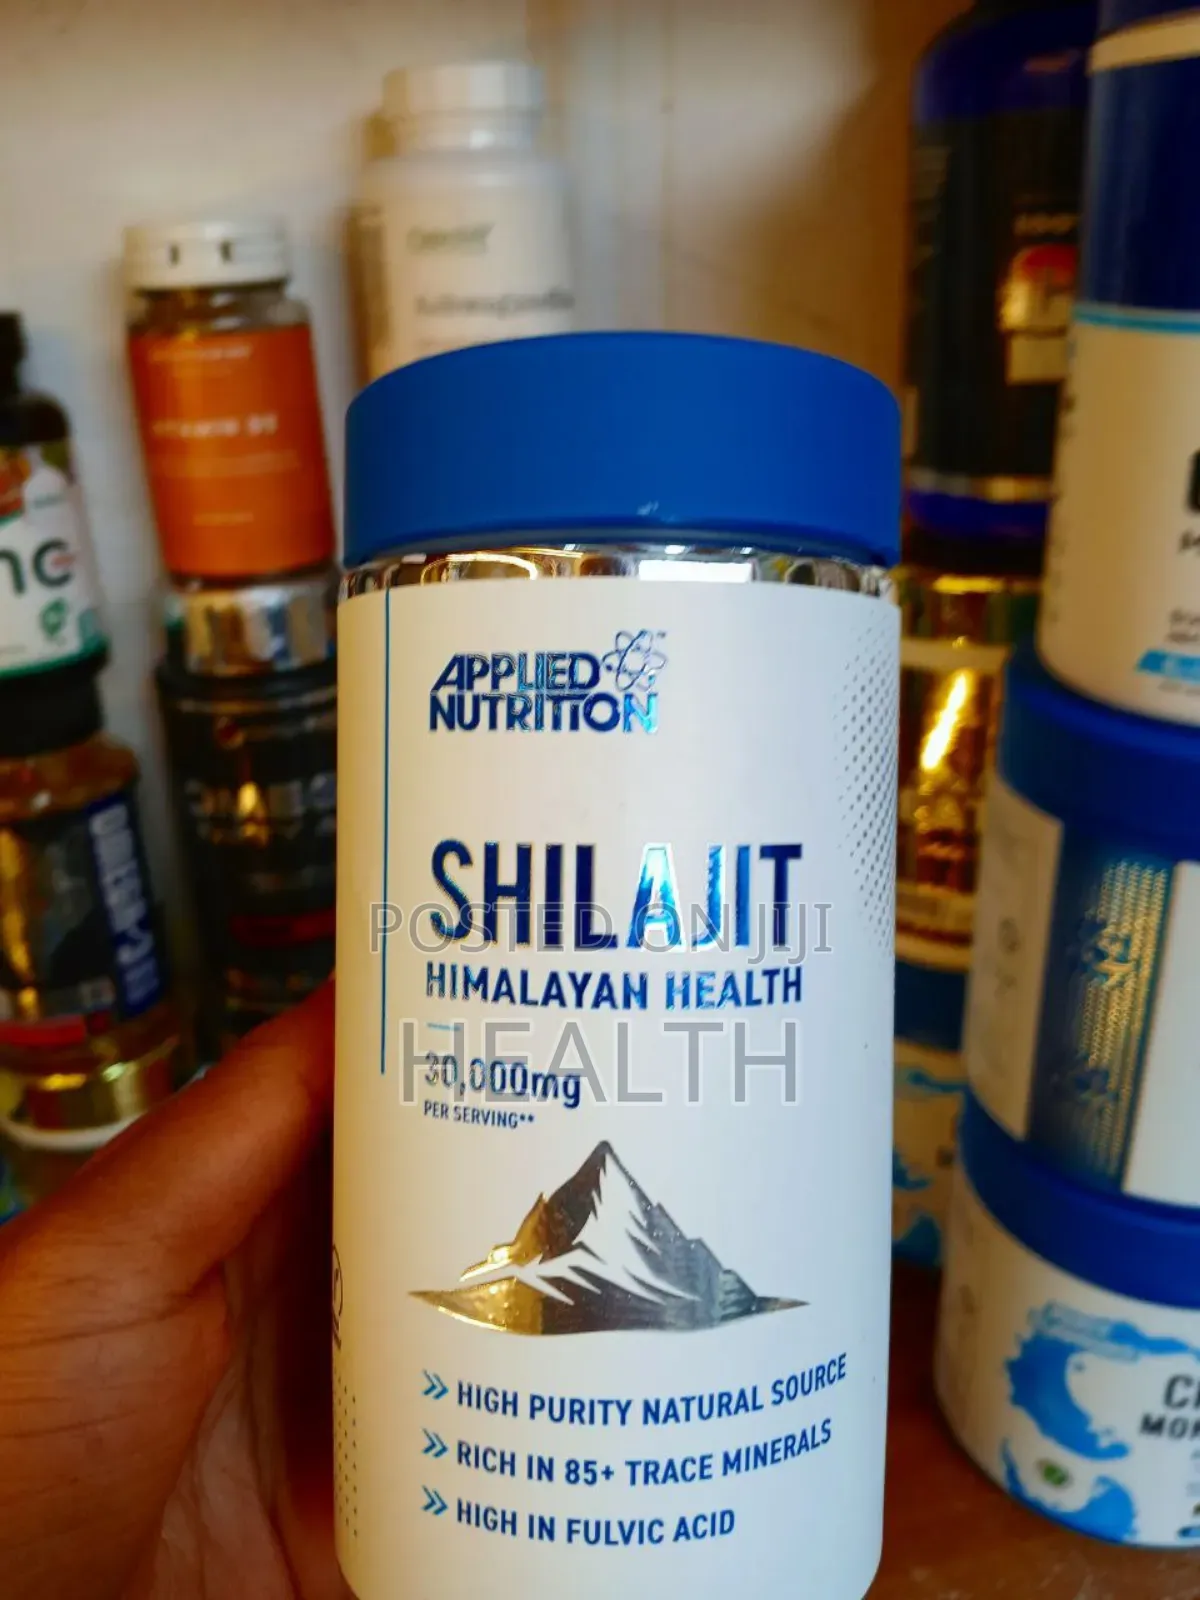 APPLIED
NUTRITION
SHILAJIT
POSTED ON JIJI
HIMALAYAN HEALTH
HEALTH
30,000mg
PER SERVING**
HIGH PURITY NATURAL SOURCE
RICH IN 85+ TRACE MINERALS
HIGH IN FULVIC ACID